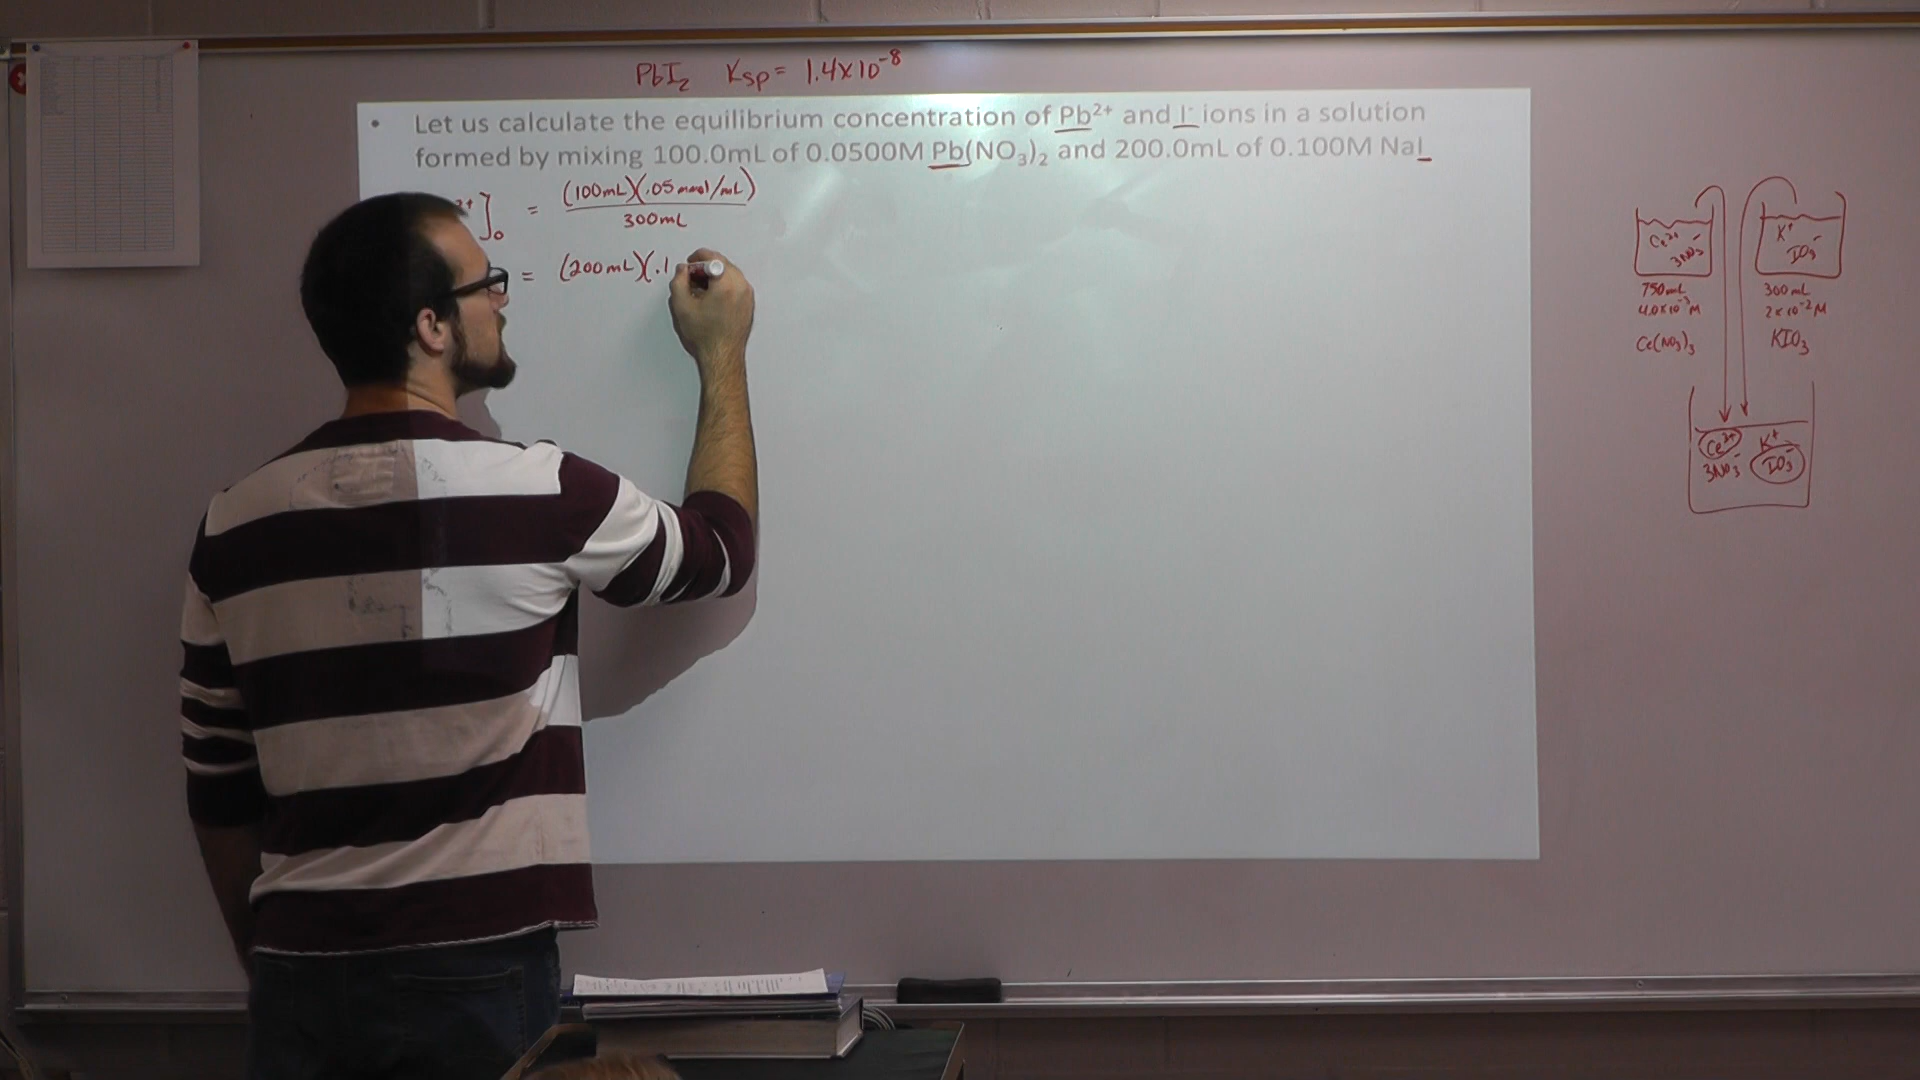 PbI₂ Ksp = 1.4x10⁻⁸
• Let us calculate the equilibrium concentration of Pb²⁺ and I⁻ ions in a solution
formed by mixing 100.0mL of 0.0500M Pb(NO₃)₂ and 200.0mL of 0.100M NaI
²⁺]₀ = (100mL)(.05 mmol/mL)
300mL
= (200mL)(.1
Ce³⁺
3NO₃⁻
750mL
4.0x10⁻³M
Ce(NO₃)₃
K⁺
IO₃⁻
300mL
2x10⁻²M
KIO₃
Ce³⁺ K⁺
3NO₃⁻ IO₃⁻